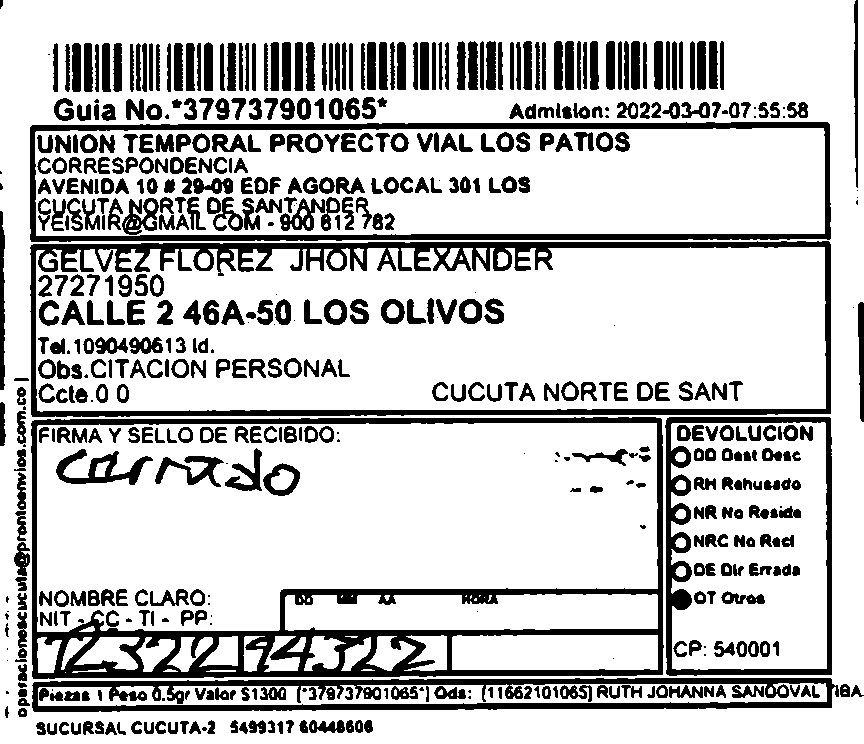 Guia No.*379737901065*
Admision: 2022-03-07-07:55:58
UNION TEMPORAL PROYECTO VIAL LOS PATIOS
CORRESPONDENCIA
AVENIDA 10 # 29-09 EDF AGORA LOCAL 301 LOS
CUCUTA NORTE DE SANTANDER
YEISMIR@GMAIL COM - 900 612 782
GELVEZ FLOREZ JHON ALEXANDER
27271950
CALLE 2 46A-50 LOS OLIVOS
Tel.1090490613 Id.
Obs.CITACION PERSONAL
Ccte.0 0 CUCUTA NORTE DE SANT
operacionescucuta@prontoenvios.com.co |
FIRMA Y SELLO DE RECIBIDO:
Cerrado
NOMBRE CLARO:
NIT - CC - TI - PP:
DD MM AA HORA
72322 94322
DEVOLUCION
DD Dest Desc
RH Rehusado
NR No Reside
NRC No Recl
DE Dir Errada
OT Otros
CP: 540001
Piezas 1 Peso 0.5gr Valor $1300 (*379737901065*) Ods: (11662101065) RUTH JOHANNA SANDOVAL TIBA
SUCURSAL CUCUTA-2 5499317 60448606